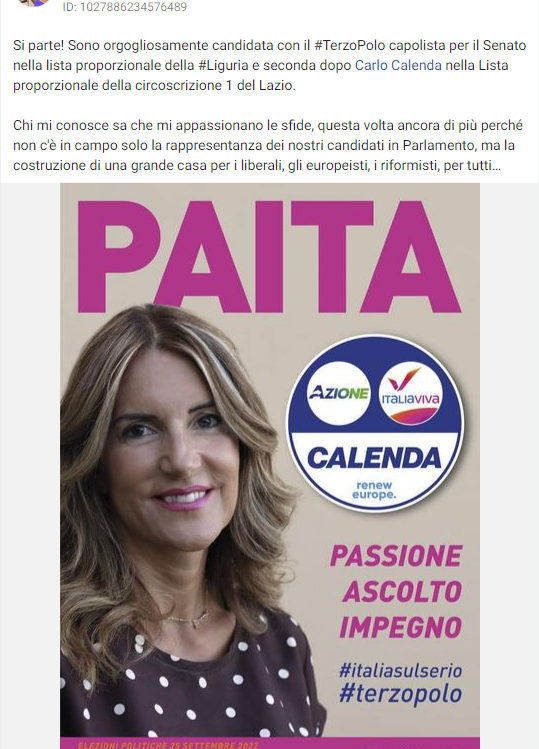 ID: 1027886234576489
Si parte! Sono orgogliosamente candidata con il #TerzoPolo capolista per il Senato
nella lista proporzionale della #Liguria e seconda dopo Carlo Calenda nella Lista
proporzionale della circoscrizione 1 del Lazio.
Chi mi conosce sa che mi appassionano le sfide, questa volta ancora di più perché
non c'è in campo solo la rappresentanza dei nostri candidati in Parlamento, ma la
costruzione di una grande casa per i liberali, gli europeisti, i riformisti, per tutti...
PAITA
AZIONE
ITALIAVIVA
CALENDA
renew
europe.
PASSIONE
ASCOLTO
IMPEGNO
#italiasulserio
#terzopolo
ELEZIONI POLITICHE 25 SETTEMBRE 2022